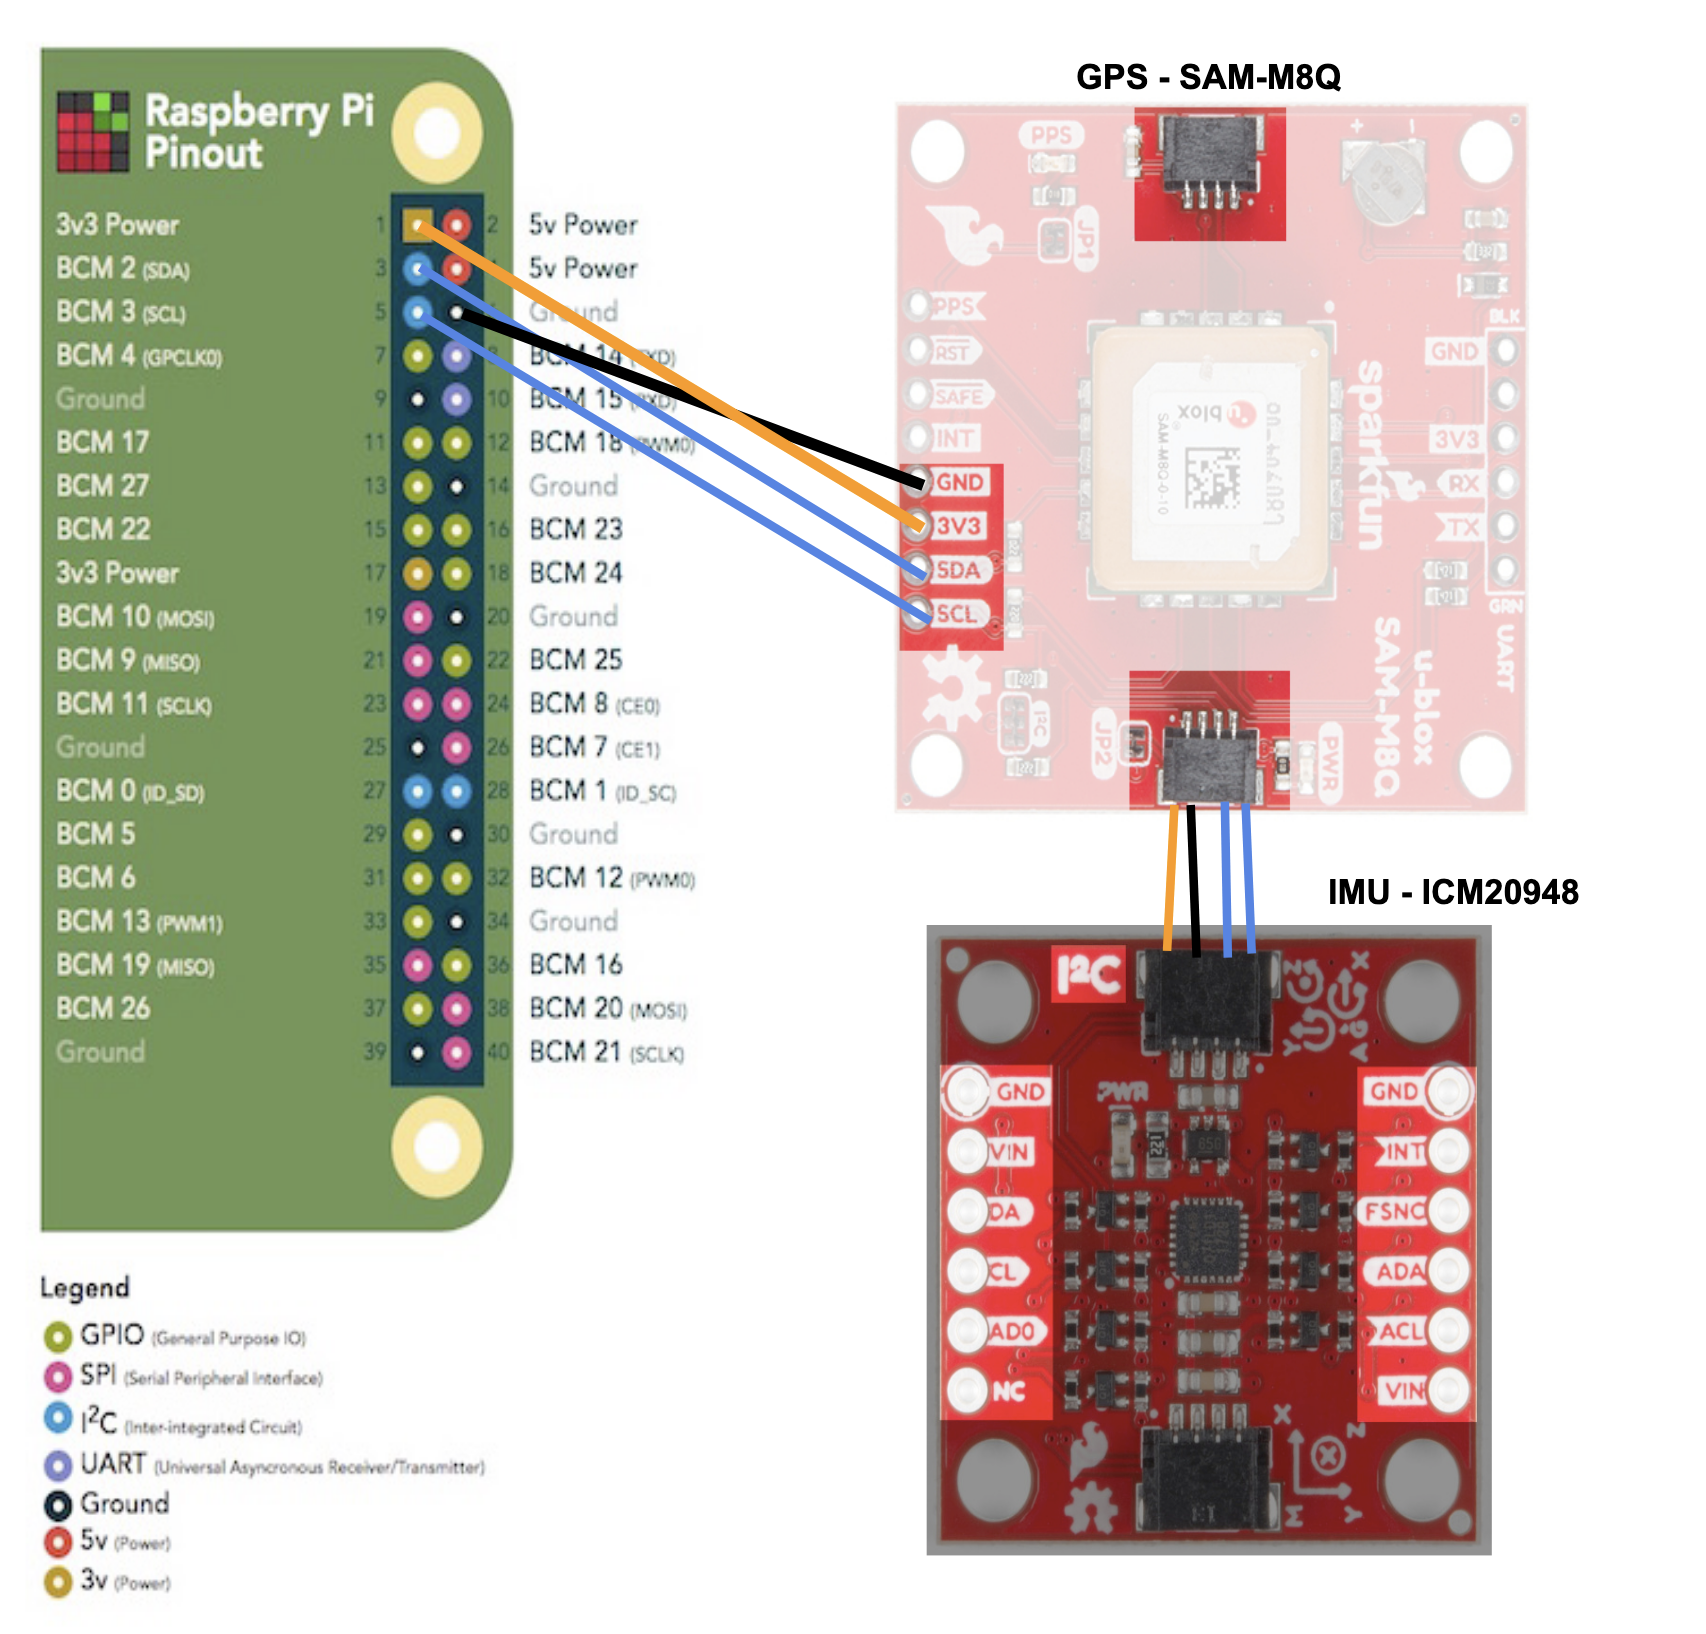 Raspberry Pi
Pinout
3v3 Power 1 2 5v Power
BCM 2 (SDA) 3 5v Power
BCM 3 (SCL) 5 Ground
BCM 4 (GPCLK0) 7 8 BCM 14 (TXD)
Ground 9 10 BCM 15 (RXD)
BCM 17 11 12 BCM 18 (PWM0)
BCM 27 13 14 Ground
BCM 22 15 16 BCM 23
3v3 Power 17 18 BCM 24
BCM 10 (MOSI) 19 20 Ground
BCM 9 (MISO) 21 22 BCM 25
BCM 11 (SCLK) 23 24 BCM 8 (CE0)
Ground 25 26 BCM 7 (CE1)
BCM 0 (ID_SD) 27 28 BCM 1 (ID_SC)
BCM 5 29 30 Ground
BCM 6 31 32 BCM 12 (PWM0)
BCM 13 (PWM1) 33 34 Ground
BCM 19 (MISO) 35 36 BCM 16
BCM 26 37 38 BCM 20 (MOSI)
Ground 39 40 BCM 21 (SCLK)
Legend
GPIO (General Purpose IO)
SPI (Serial Peripheral Interface)
I²C (Inter-integrated Circuit)
UART (Universal Asyncronous Receiver/Transmitter)
Ground
5v (Power)
3v (Power)
GPS - SAM-M8Q
PPS
+ -
JP1
PPS
RST
SAFE
INT
GND
3V3
SDA
SCL
I²C
JP2
PWR
u-blox
SAM-M8Q-0-10
sparkfun
BLK
GND
3V3
RX
TX
GRN
UART
u-blox
SAM-M8Q
IMU - ICM20948
I²C
Z
X
Y
A&G
PWR
GND
VIN
DA
CL
AD0
NC
GND
INT
FSNC
ADA
ACL
VIN
122
850
X
Z
M
Y